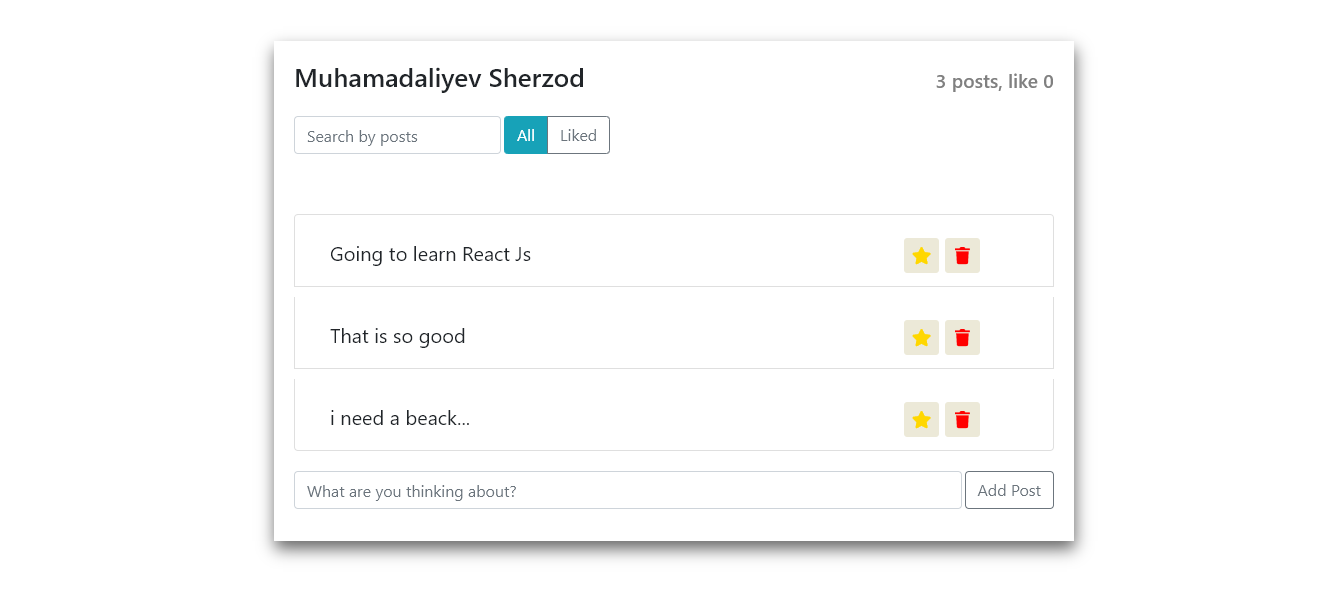 Muhamadaliyev Sherzod
3 posts, like 0
Search by posts
All
Liked
Going to learn React Js
That is so good
i need a beack...
What are you thinking about?
Add Post